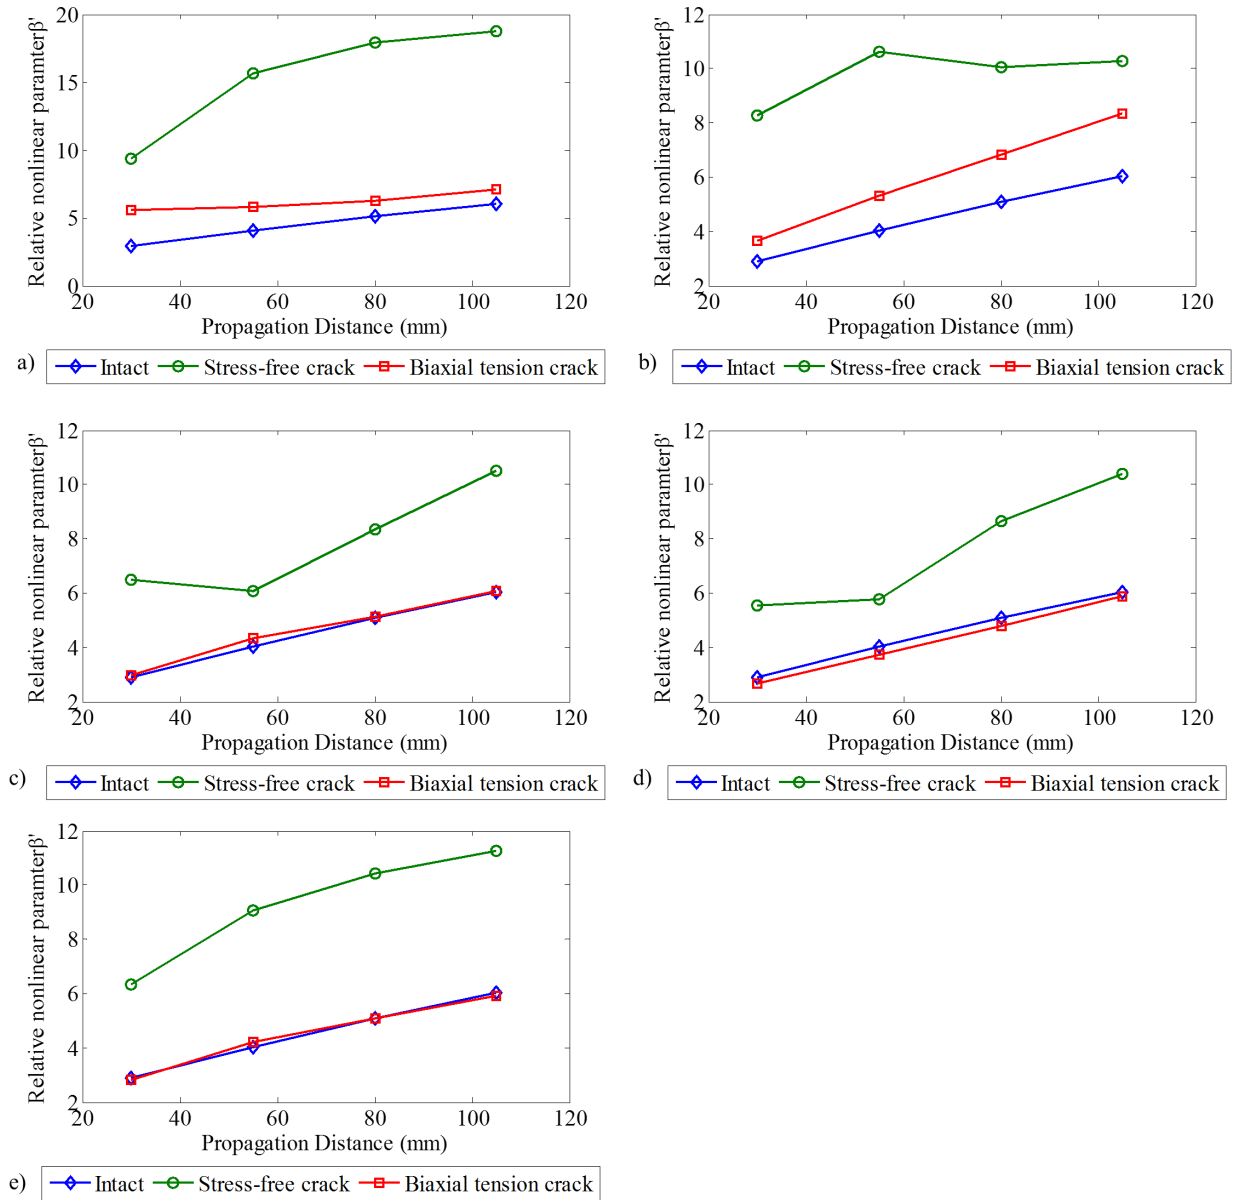 Relative nonlinear paramterβ'
20
15
10
5
0
20 40 60 80 100 120
Propagation Distance (mm)
a) Intact Stress-free crack Biaxial tension crack
Relative nonlinear paramterβ'
12
10
8
6
4
2
20 40 60 80 100 120
Propagation Distance (mm)
b) Intact Stress-free crack Biaxial tension crack
Relative nonlinear paramterβ'
12
10
8
6
4
2
20 40 60 80 100 120
Propagation Distance (mm)
c) Intact Stress-free crack Biaxial tension crack
Relative nonlinear paramterβ'
12
10
8
6
4
2
20 40 60 80 100 120
Propagation Distance (mm)
d) Intact Stress-free crack Biaxial tension crack
Relative nonlinear paramterβ'
12
10
8
6
4
2
20 40 60 80 100 120
Propagation Distance (mm)
e) Intact Stress-free crack Biaxial tension crack